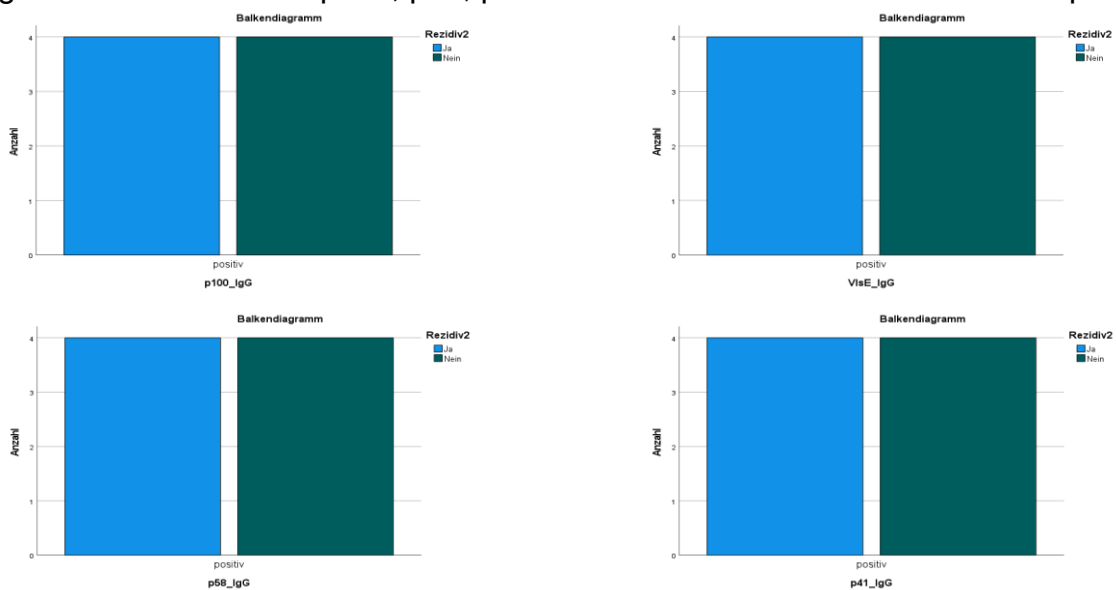 Balkendiagramm
Rezidiv2
Ja
Nein
Anzahl
4
3
2
1
0
positiv
p100_IgG
Balkendiagramm
Rezidiv2
Ja
Nein
Anzahl
4
3
2
1
0
positiv
VlsE_IgG
Balkendiagramm
Rezidiv2
Ja
Nein
Anzahl
4
3
2
1
0
positiv
p58_IgG
Balkendiagramm
Rezidiv2
Ja
Nein
Anzahl
4
3
2
1
0
positiv
p41_IgG